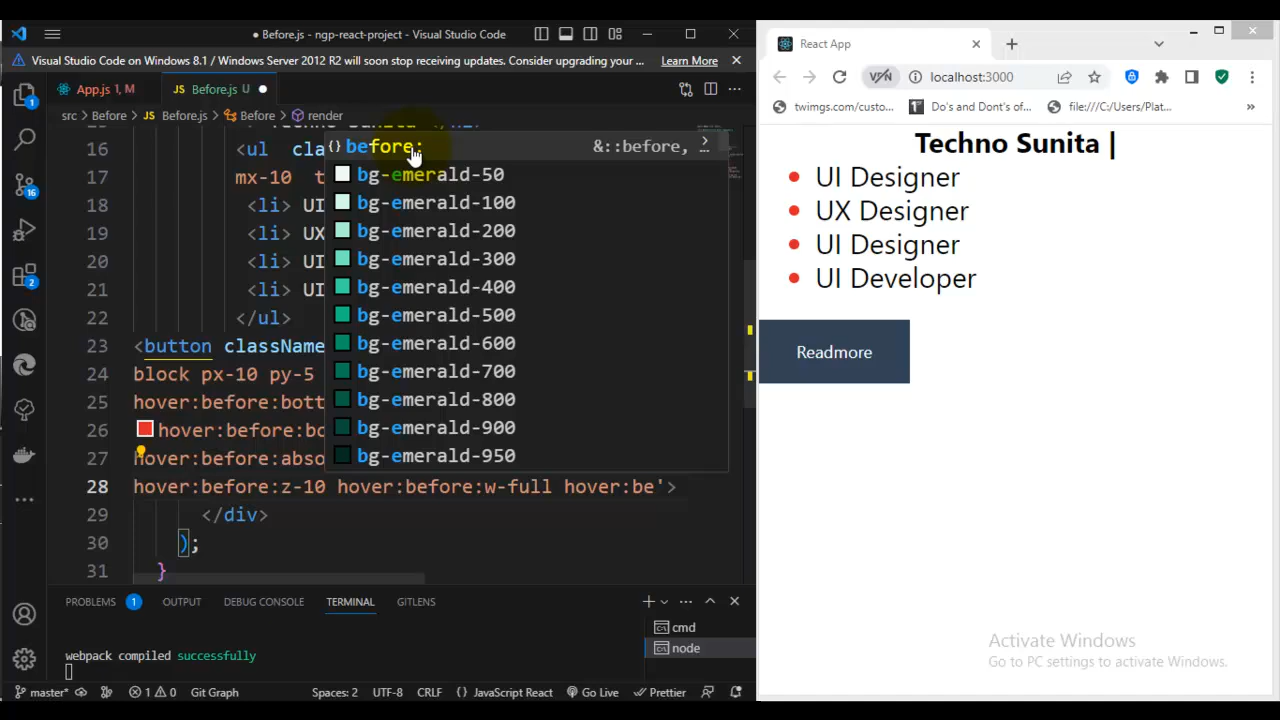 ● Before.js - ngp-react-project - Visual Studio Code
Visual Studio Code on Windows 8.1 / Windows Server 2012 R2 will soon stop receiving updates. Consider upgrading your ... Learn More
App.js 1, M
JS Before.js U
src > Before > JS Before.js > Before > render
16 <ul cla
17 mx-10 t
18 <li> UI
19 <li> UX
20 <li> UI
21 <li> UI
22 </ul>
23 <button className
24 block px-10 py-5
25 hover:before:bott
26 hover:before:bo
27 hover:before:abso
28 hover:before:z-10 hover:before:w-full hover:be'>
29 </div>
30 );
31 }
before: &::before, …
bg-emerald-50
bg-emerald-100
bg-emerald-200
bg-emerald-300
bg-emerald-400
bg-emerald-500
bg-emerald-600
bg-emerald-700
bg-emerald-800
bg-emerald-900
bg-emerald-950
PROBLEMS 1 OUTPUT DEBUG CONSOLE TERMINAL GITLENS
webpack compiled successfully
cmd
node
1
16
2
master* 1 0 Git Graph Spaces: 2 UTF-8 CRLF {} JavaScript React Go Live Prettier
React App
VPN localhost:3000
twimgs.com/custo... Do's and Dont's of... file:///C:/Users/Plat... »
Techno Sunita |
UI Designer
UX Designer
UI Designer
UI Developer
Readmore
Activate Windows
Go to PC settings to activate Windows.